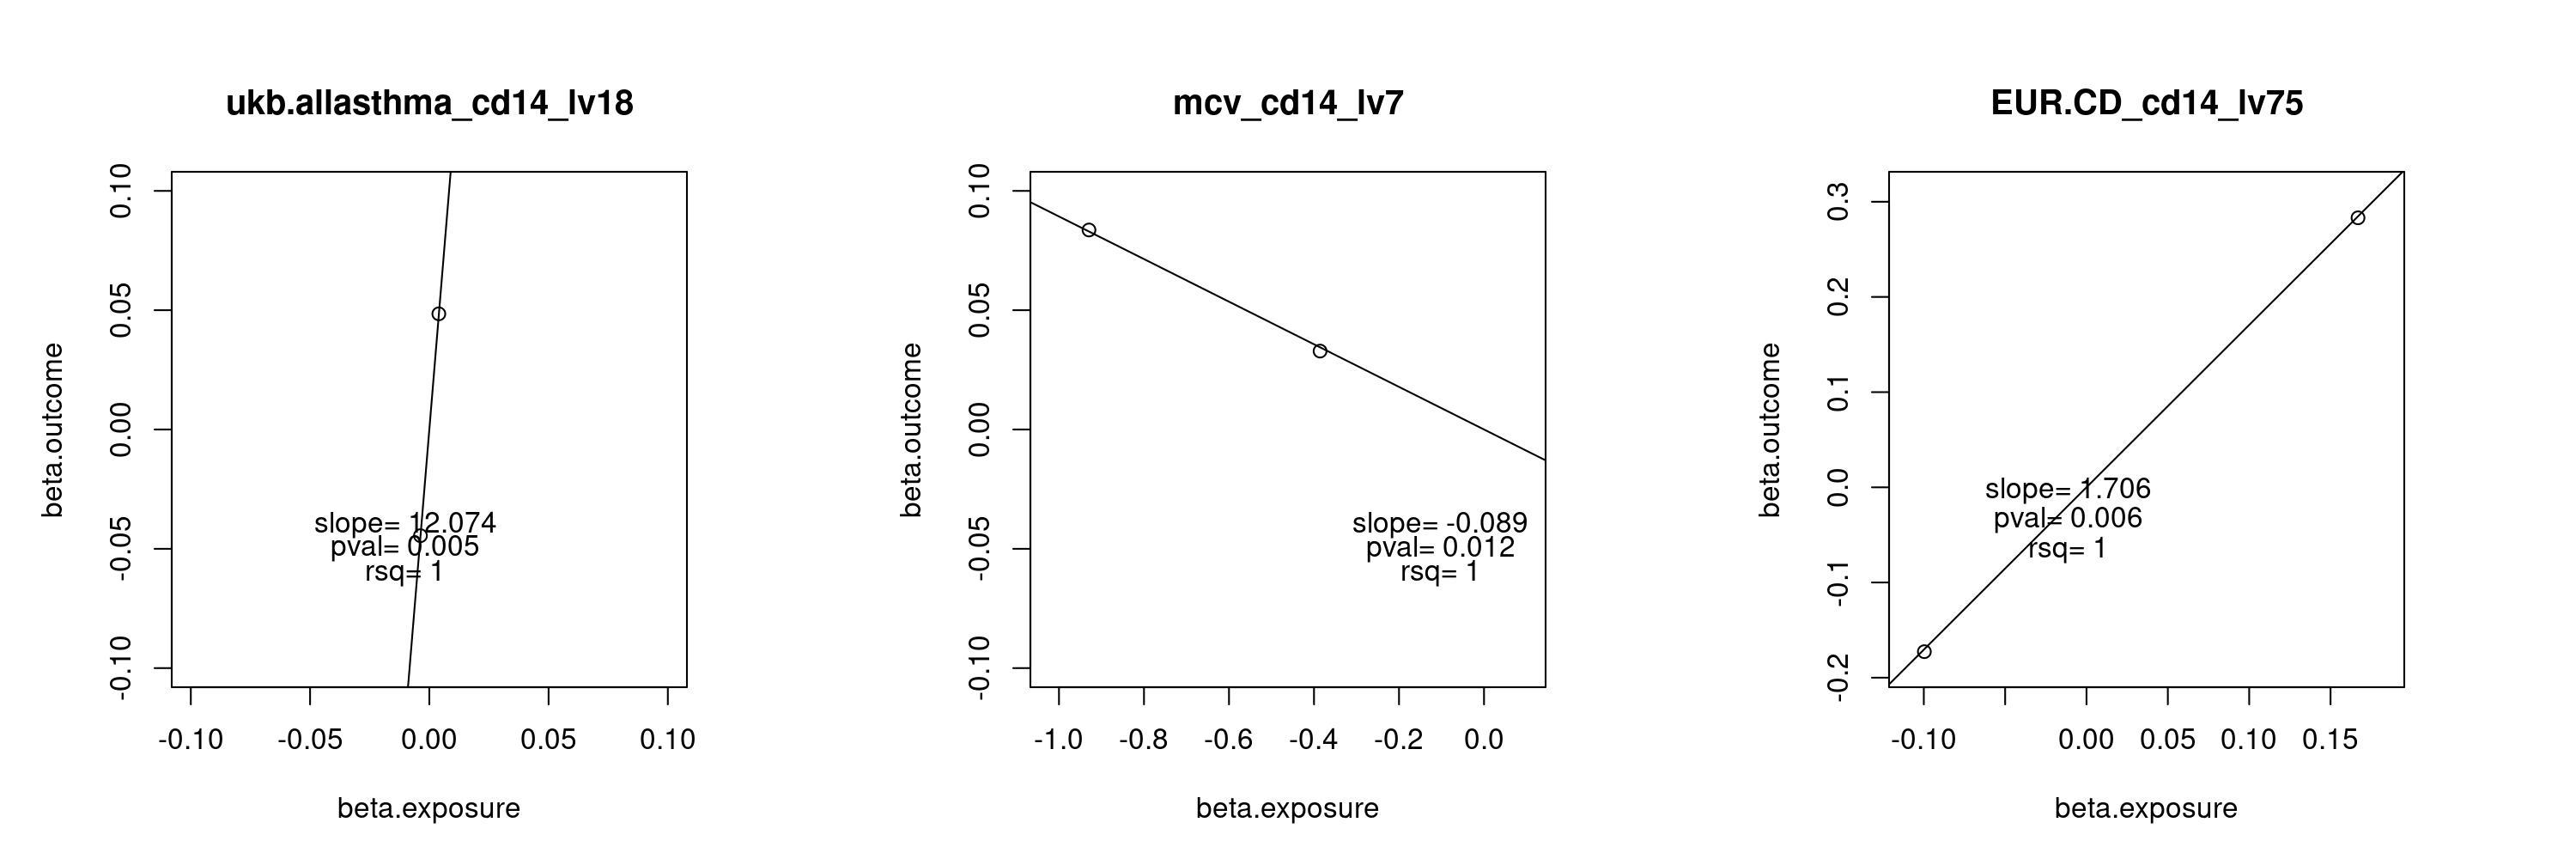 ukb.allasthma_cd14_lv18
beta.outcome
0.10
0.05
0.00
-0.05
-0.10
slope= 12.074
pval= 0.005
rsq= 1
-0.10 -0.05 0.00 0.05 0.10
beta.exposure
mcv_cd14_lv7
beta.outcome
0.10
0.05
0.00
-0.05
-0.10
slope= -0.089
pval= 0.012
rsq= 1
-1.0 -0.8 -0.6 -0.4 -0.2 0.0
beta.exposure
EUR.CD_cd14_lv75
beta.outcome
0.3
0.2
0.1
0.0
-0.1
-0.2
slope= 1.706
pval= 0.006
rsq= 1
-0.10 0.00 0.05 0.10 0.15
beta.exposure